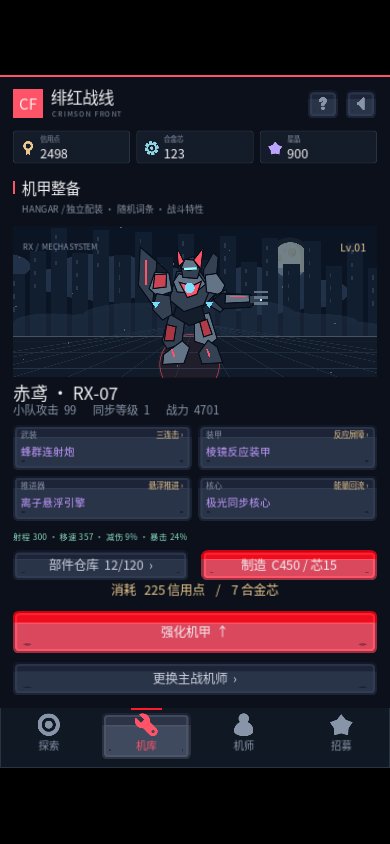 CF 绯红战线
CRIMSON FRONT
? ◀
信用点 2498
合金芯 123
星晶 900
机甲整备
HANGAR / 独立配装 · 随机词条 · 战斗特性
RX / MECHA SYSTEM
Lv.01
赤鸢 · RX-07
小队攻击 99 同步等级 1 战力 4701
武装 三连击 ›
蜂群连射炮
装甲 反应屏障 ›
棱镜反应装甲
推进器 悬浮推进 ›
离子悬浮引擎
核心 能量回流 ›
极光同步核心
射程 300 · 移速 357 · 减伤 9% · 暴击 24%
部件仓库 12/120 ›
制造 C450 / 芯15
消耗 225 信用点 / 7 合金芯
强化机甲 ↑
更换主战机师 ›
探索 机库 机师 招募